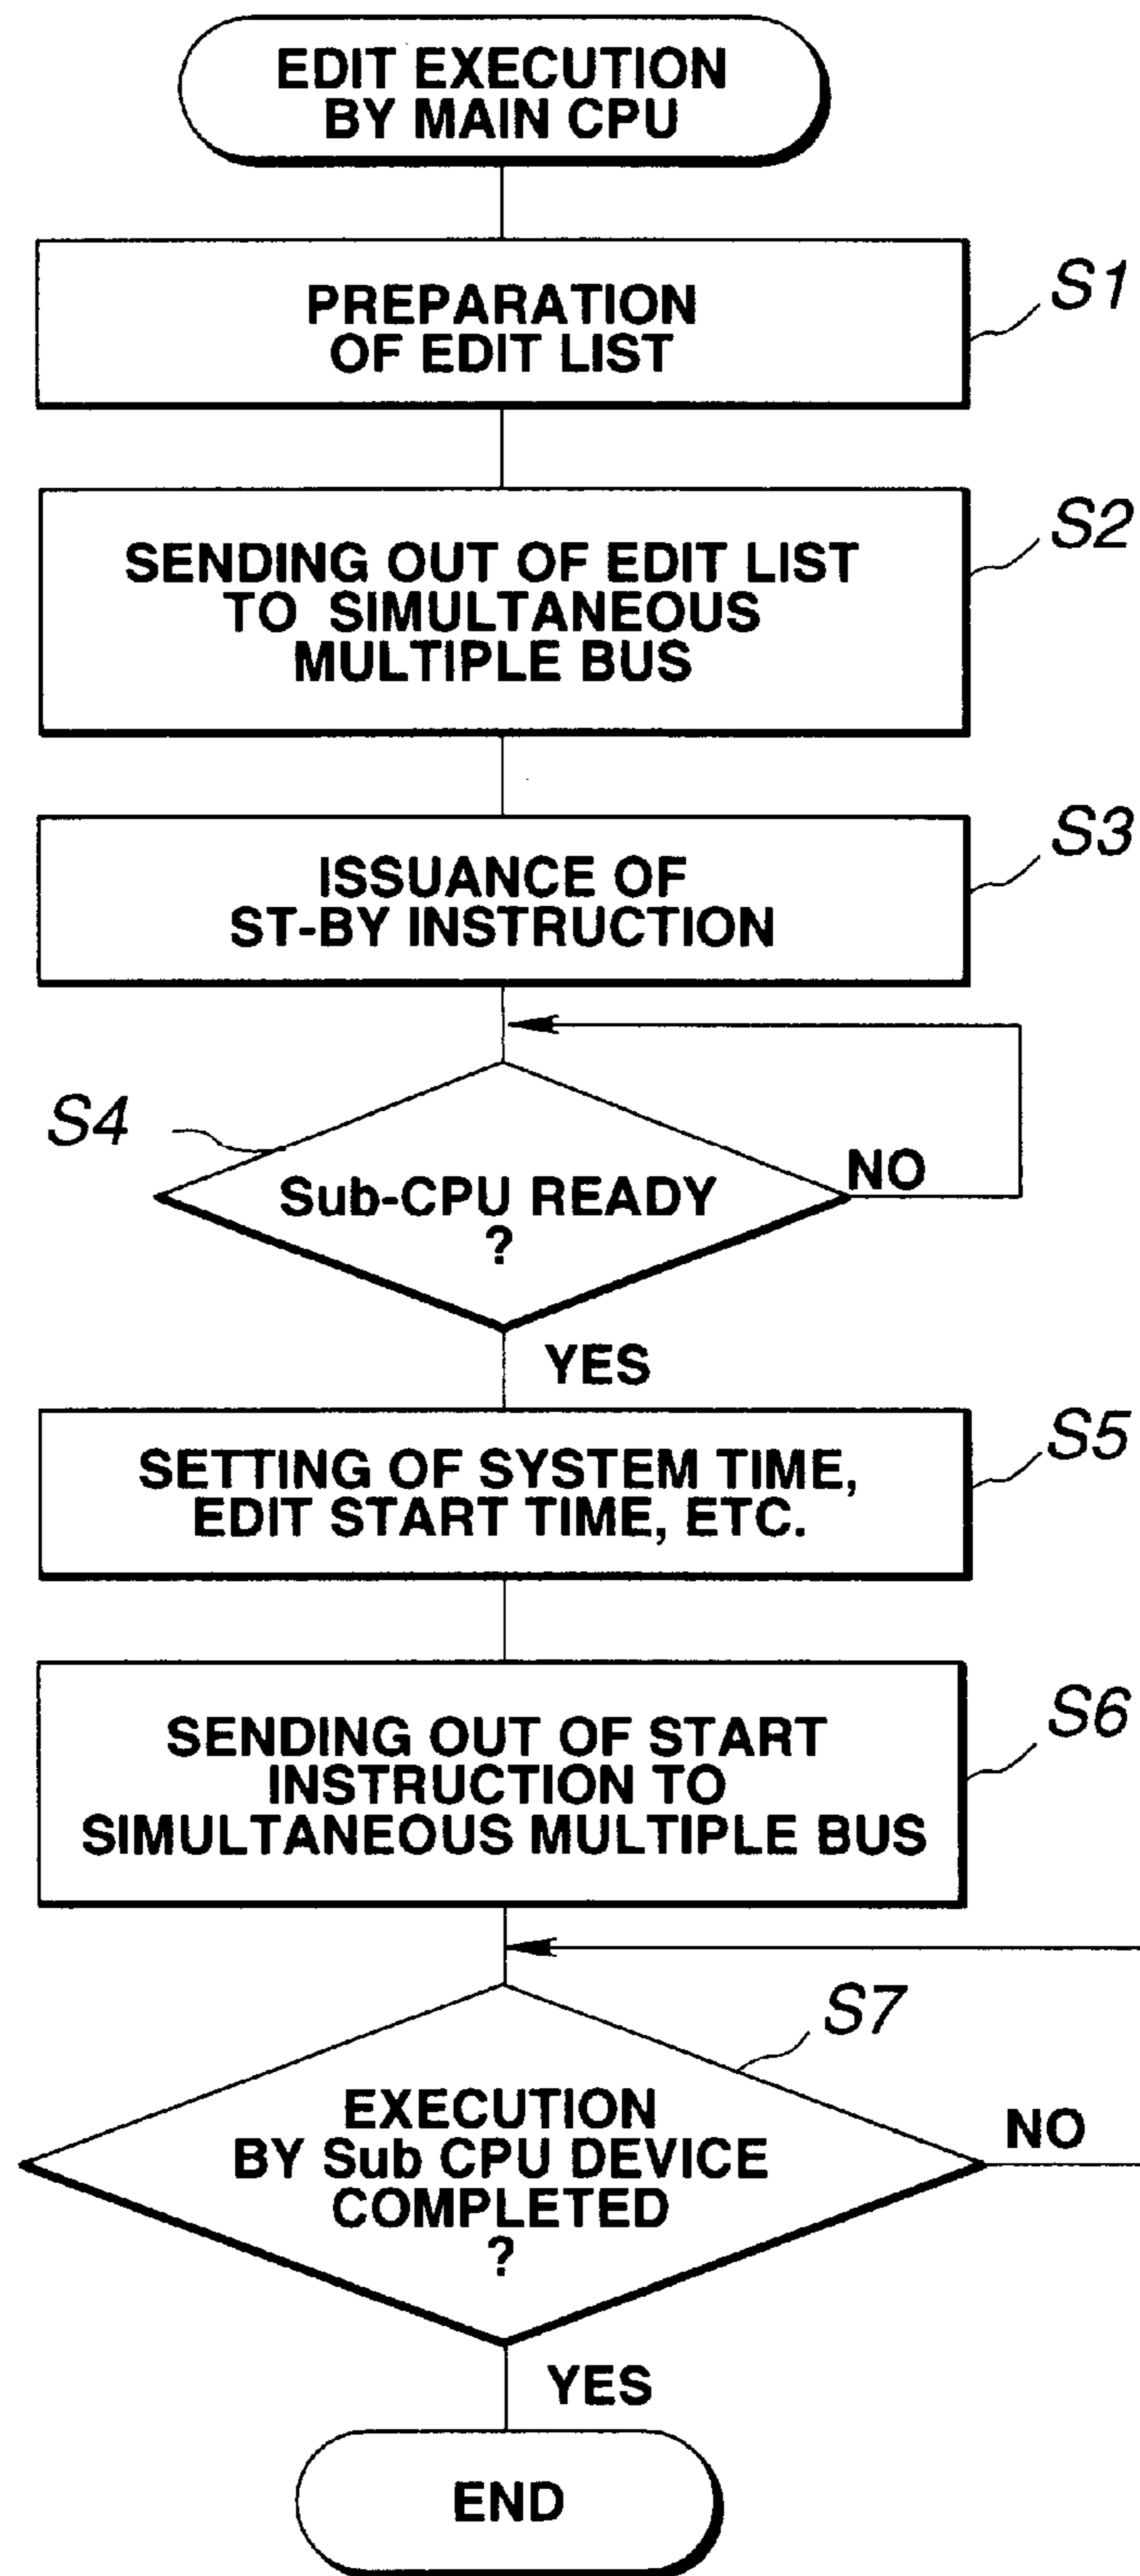 EDIT EXECUTION
BY MAIN CPU
PREPARATION
OF EDIT LIST
S1
SENDING OUT OF EDIT LIST
TO SIMULTANEOUS
MULTIPLE BUS
S2
ISSUANCE OF
ST-BY INSTRUCTION
S3
S4
Sub-CPU READY
?
NO
YES
SETTING OF SYSTEM TIME,
EDIT START TIME, ETC.
S5
SENDING OUT OF START
INSTRUCTION TO
SIMULTANEOUS MULTIPLE BUS
S6
S7
EXECUTION
BY Sub CPU DEVICE
COMPLETED
?
NO
YES
END